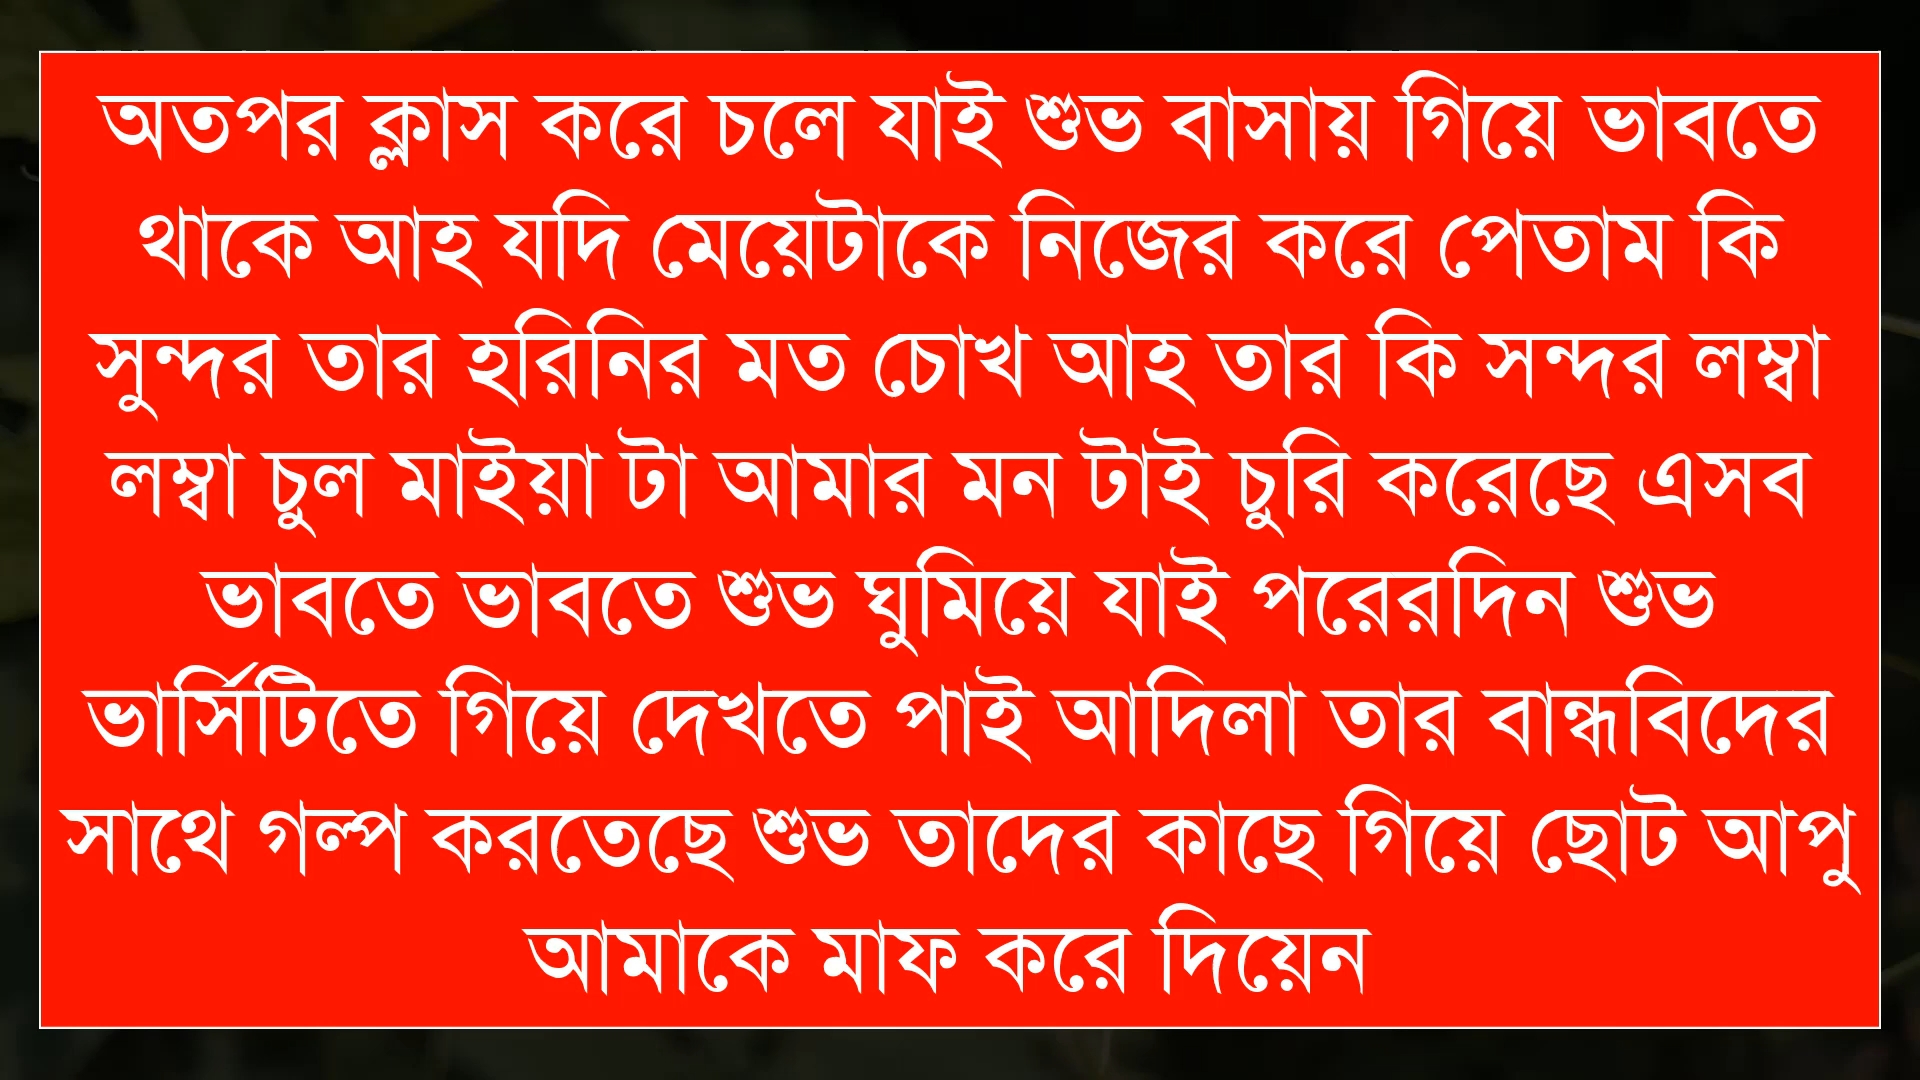 অতপর ক্লাস করে চলে যাই শুভ বাসায় গিয়ে ভাবতে
থাকে আহ যদি মেয়েটাকে নিজের করে পেতাম কি
সুন্দর তার হরিনির মত চোখ আহ তার কি সন্দর লম্বা
লম্বা চুল মাইয়া টা আমার মন টাই চুরি করেছে এসব
ভাবতে ভাবতে শুভ ঘুমিয়ে যাই পরেরদিন শুভ
ভার্সিটিতে গিয়ে দেখতে পাই আদিলা তার বান্ধবিদের
সাথে গল্প করতেছে শুভ তাদের কাছে গিয়ে ছোট আপু
আমাকে মাফ করে দিয়েন